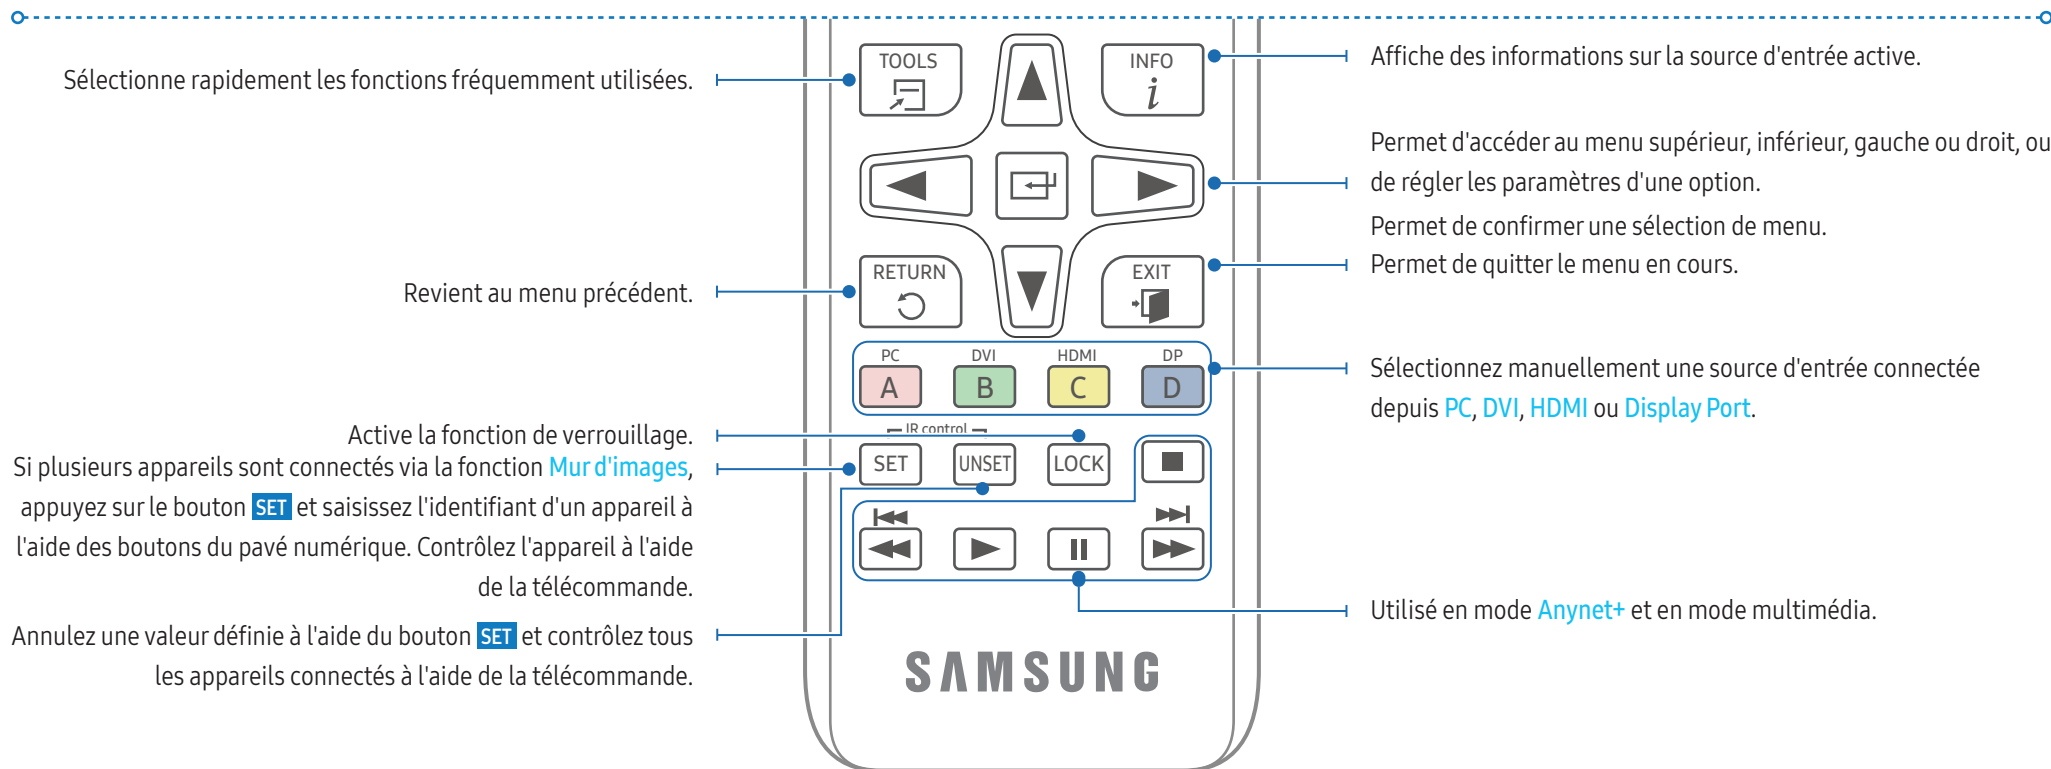 TOOLS
INFO
i
Sélectionne rapidement les fonctions fréquemment utilisées.
Affiche des informations sur la source d'entrée active.
Permet d'accéder au menu supérieur, inférieur, gauche ou droit, ou
de régler les paramètres d'une option.
Permet de confirmer une sélection de menu.
RETURN
EXIT
Revient au menu précédent.
Permet de quitter le menu en cours.
PC DVI HDMI DP
A B C D
Sélectionnez manuellement une source d'entrée connectée
depuis PC, DVI, HDMI ou Display Port.
IR control
SET UNSET LOCK
Active la fonction de verrouillage.
Si plusieurs appareils sont connectés via la fonction Mur d'images,
appuyez sur le bouton SET et saisissez l'identifiant d'un appareil à
l'aide des boutons du pavé numérique. Contrôlez l'appareil à l'aide
de la télécommande.
Annulez une valeur définie à l'aide du bouton SET et contrôlez tous
les appareils connectés à l'aide de la télécommande.
Utilisé en mode Anynet+ et en mode multimédia.
SAMSUNG